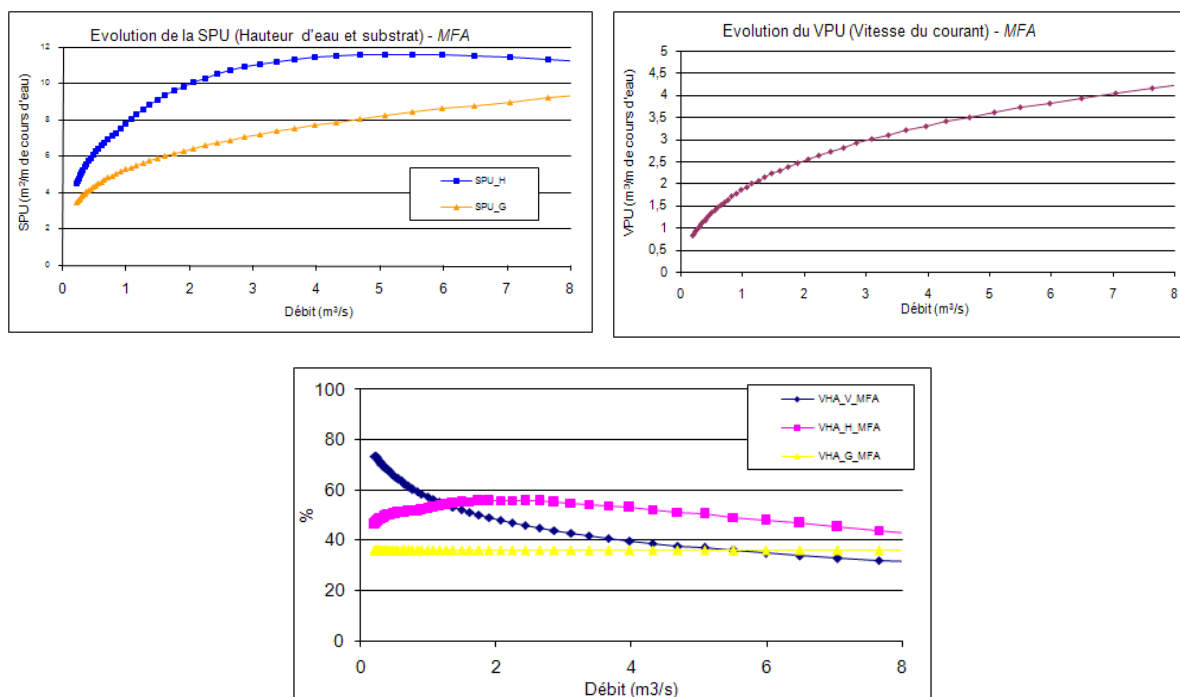 Evolution de la SPU (Hauteur d'eau et substrat) - MFA
SPU (m²/m de cours d'eau)
12
10
8
6
4
2
0
SPU_H
SPU_G
0 1 2 3 4 5 6 7 8
Débit (m³/s)
Evolution du VPU (Vitesse du courant) - MFA
VPU (m³/m de cours d'eau)
5
4,5
4
3,5
3
2,5
2
1,5
1
0,5
0
0 1 2 3 4 5 6 7 8
Débit (m³/s)
%
100
80
60
40
20
0
VHA_V_MFA
VHA_H_MFA
VHA_G_MFA
0 2 4 6 8
Débit (m3/s)